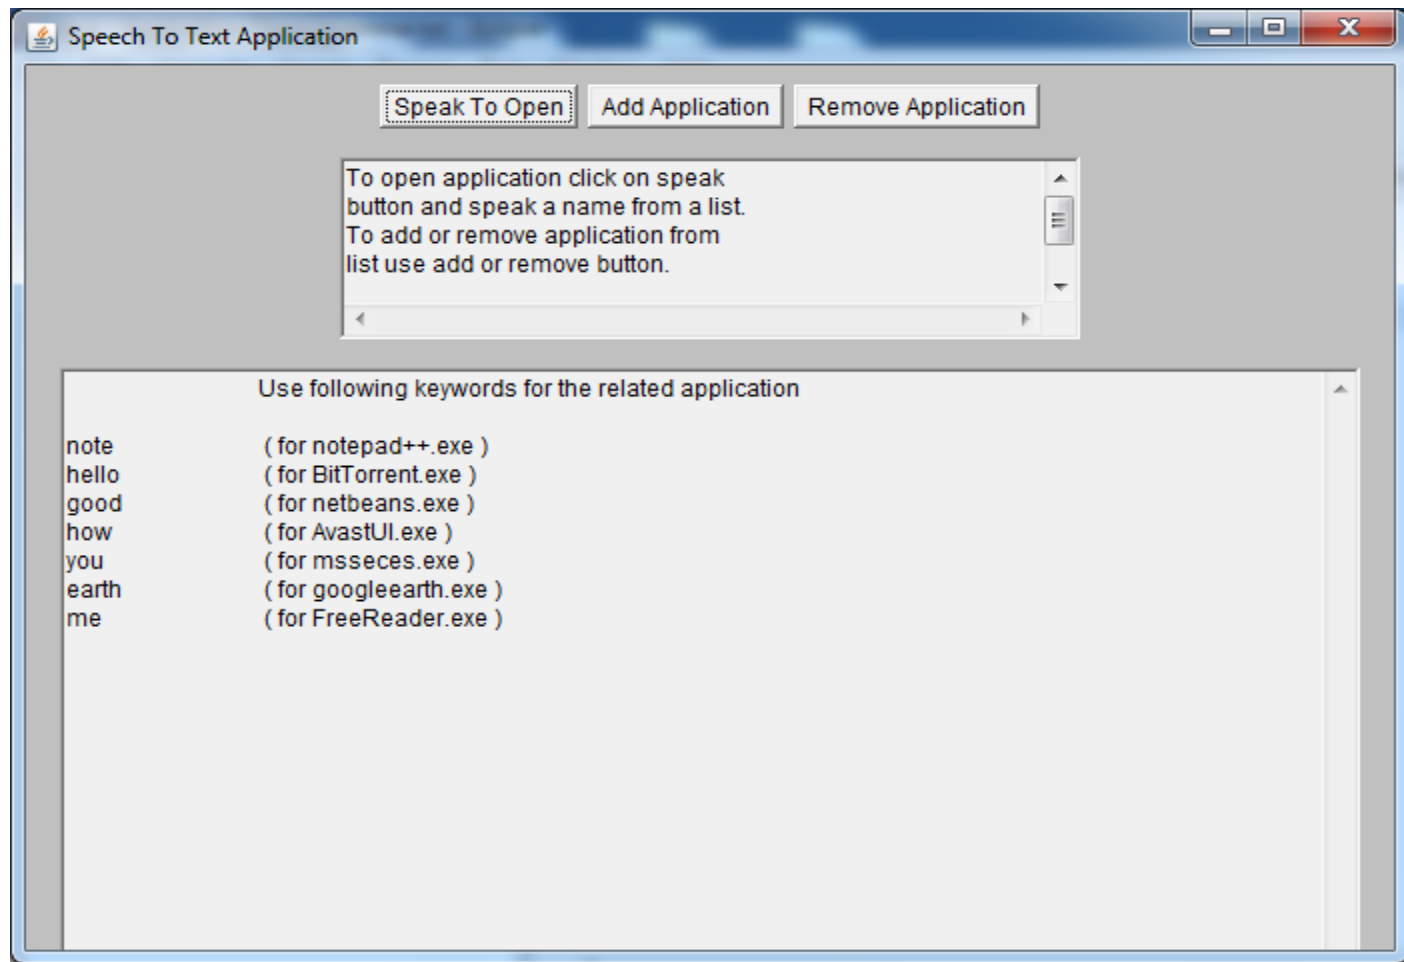 Speech To Text Application
Speak To Open Add Application Remove Application
To open application click on speak
button and speak a name from a list.
To add or remove application from
list use add or remove button.
Use following keywords for the related application
note ( for notepad++.exe )
hello ( for BitTorrent.exe )
good ( for netbeans.exe )
how ( for AvastUI.exe )
you ( for msseces.exe )
earth ( for googleearth.exe )
me ( for FreeReader.exe )